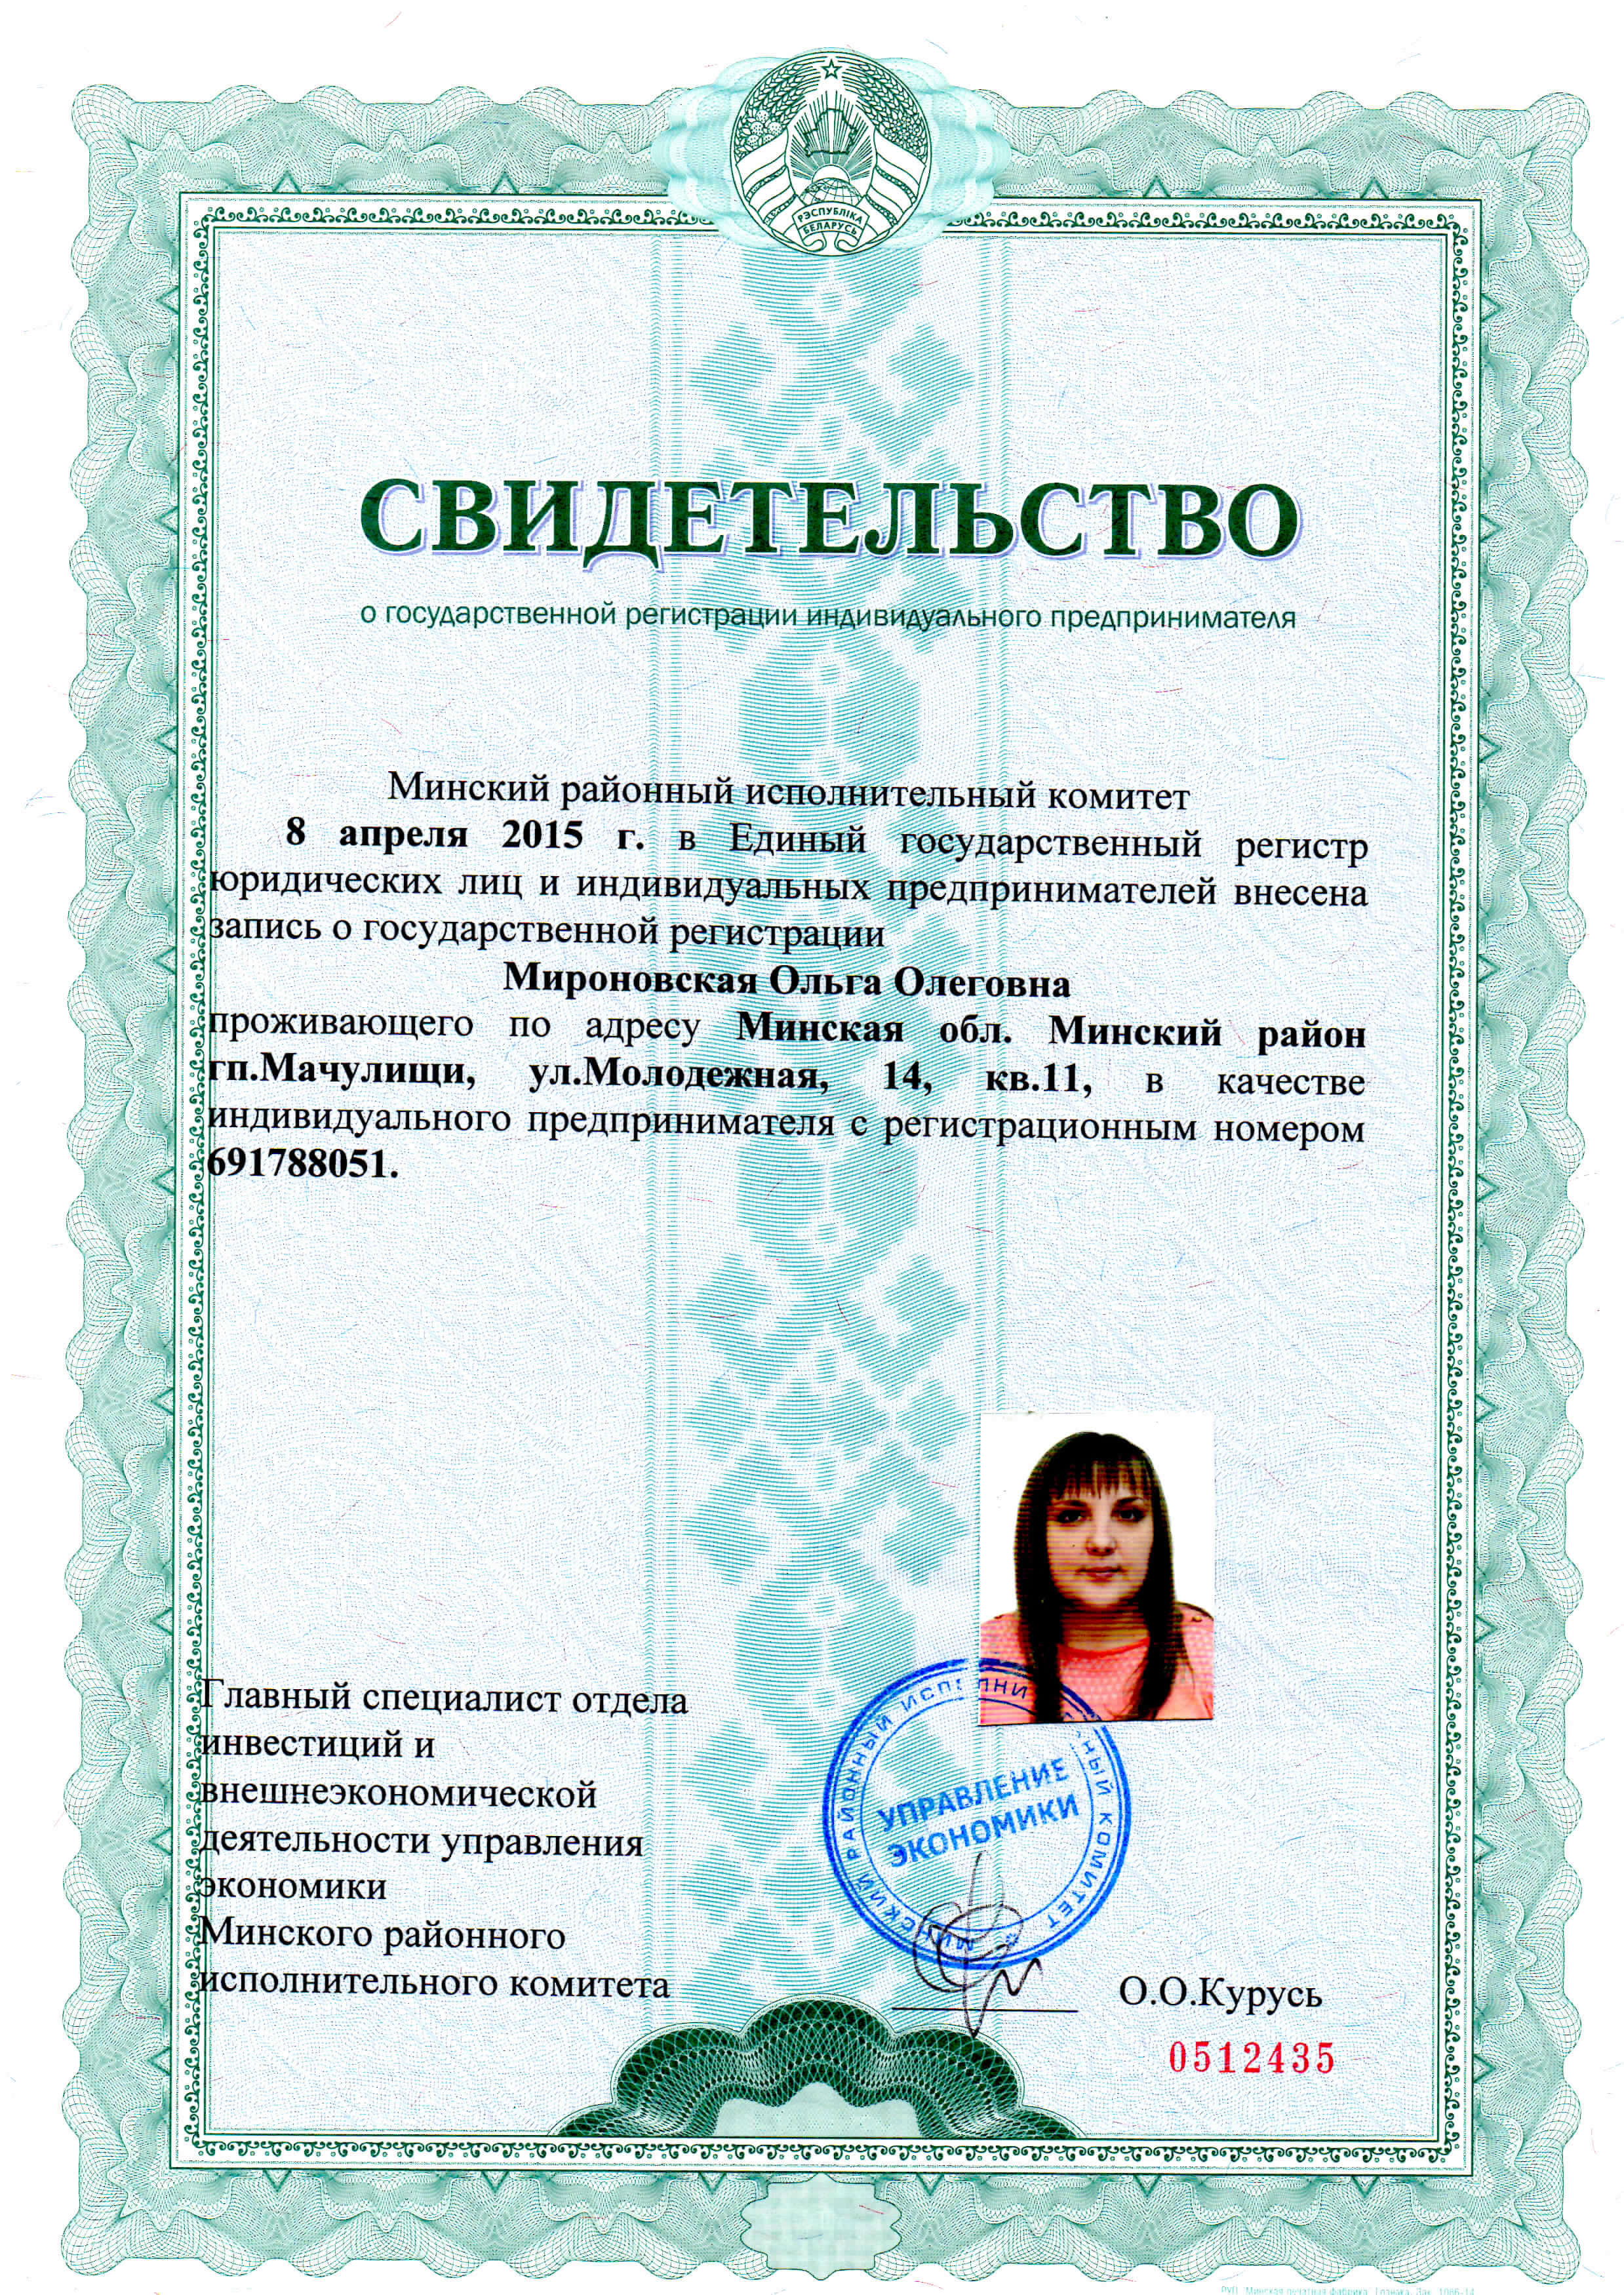 РЭСПУБЛІКА
БЕЛАРУСЬ
СВИДЕТЕЛЬСТВО
о государственной регистрации индивидуального предпринимателя
Минский районный исполнительный комитет
8 апреля 2015 г. в Единый государственный регистр
юридических лиц и индивидуальных предпринимателей внесена
запись о государственной регистрации
Мироновская Ольга Олеговна
проживающего по адресу Минская обл. Минский район
гп.Мачулищи, ул.Молодежная, 14, кв.11, в качестве
индивидуального предпринимателя с регистрационным номером
691788051.
Главный специалист отдела
инвестиций и
внешнеэкономической
деятельности управления
экономики
Минского районного
исполнительного комитета
РАЙОННЫЙ
КОМИТЕТ
УПРАВЛЕНИЕ
ЭКОНОМИКИ
О.О.Курусь
0512435